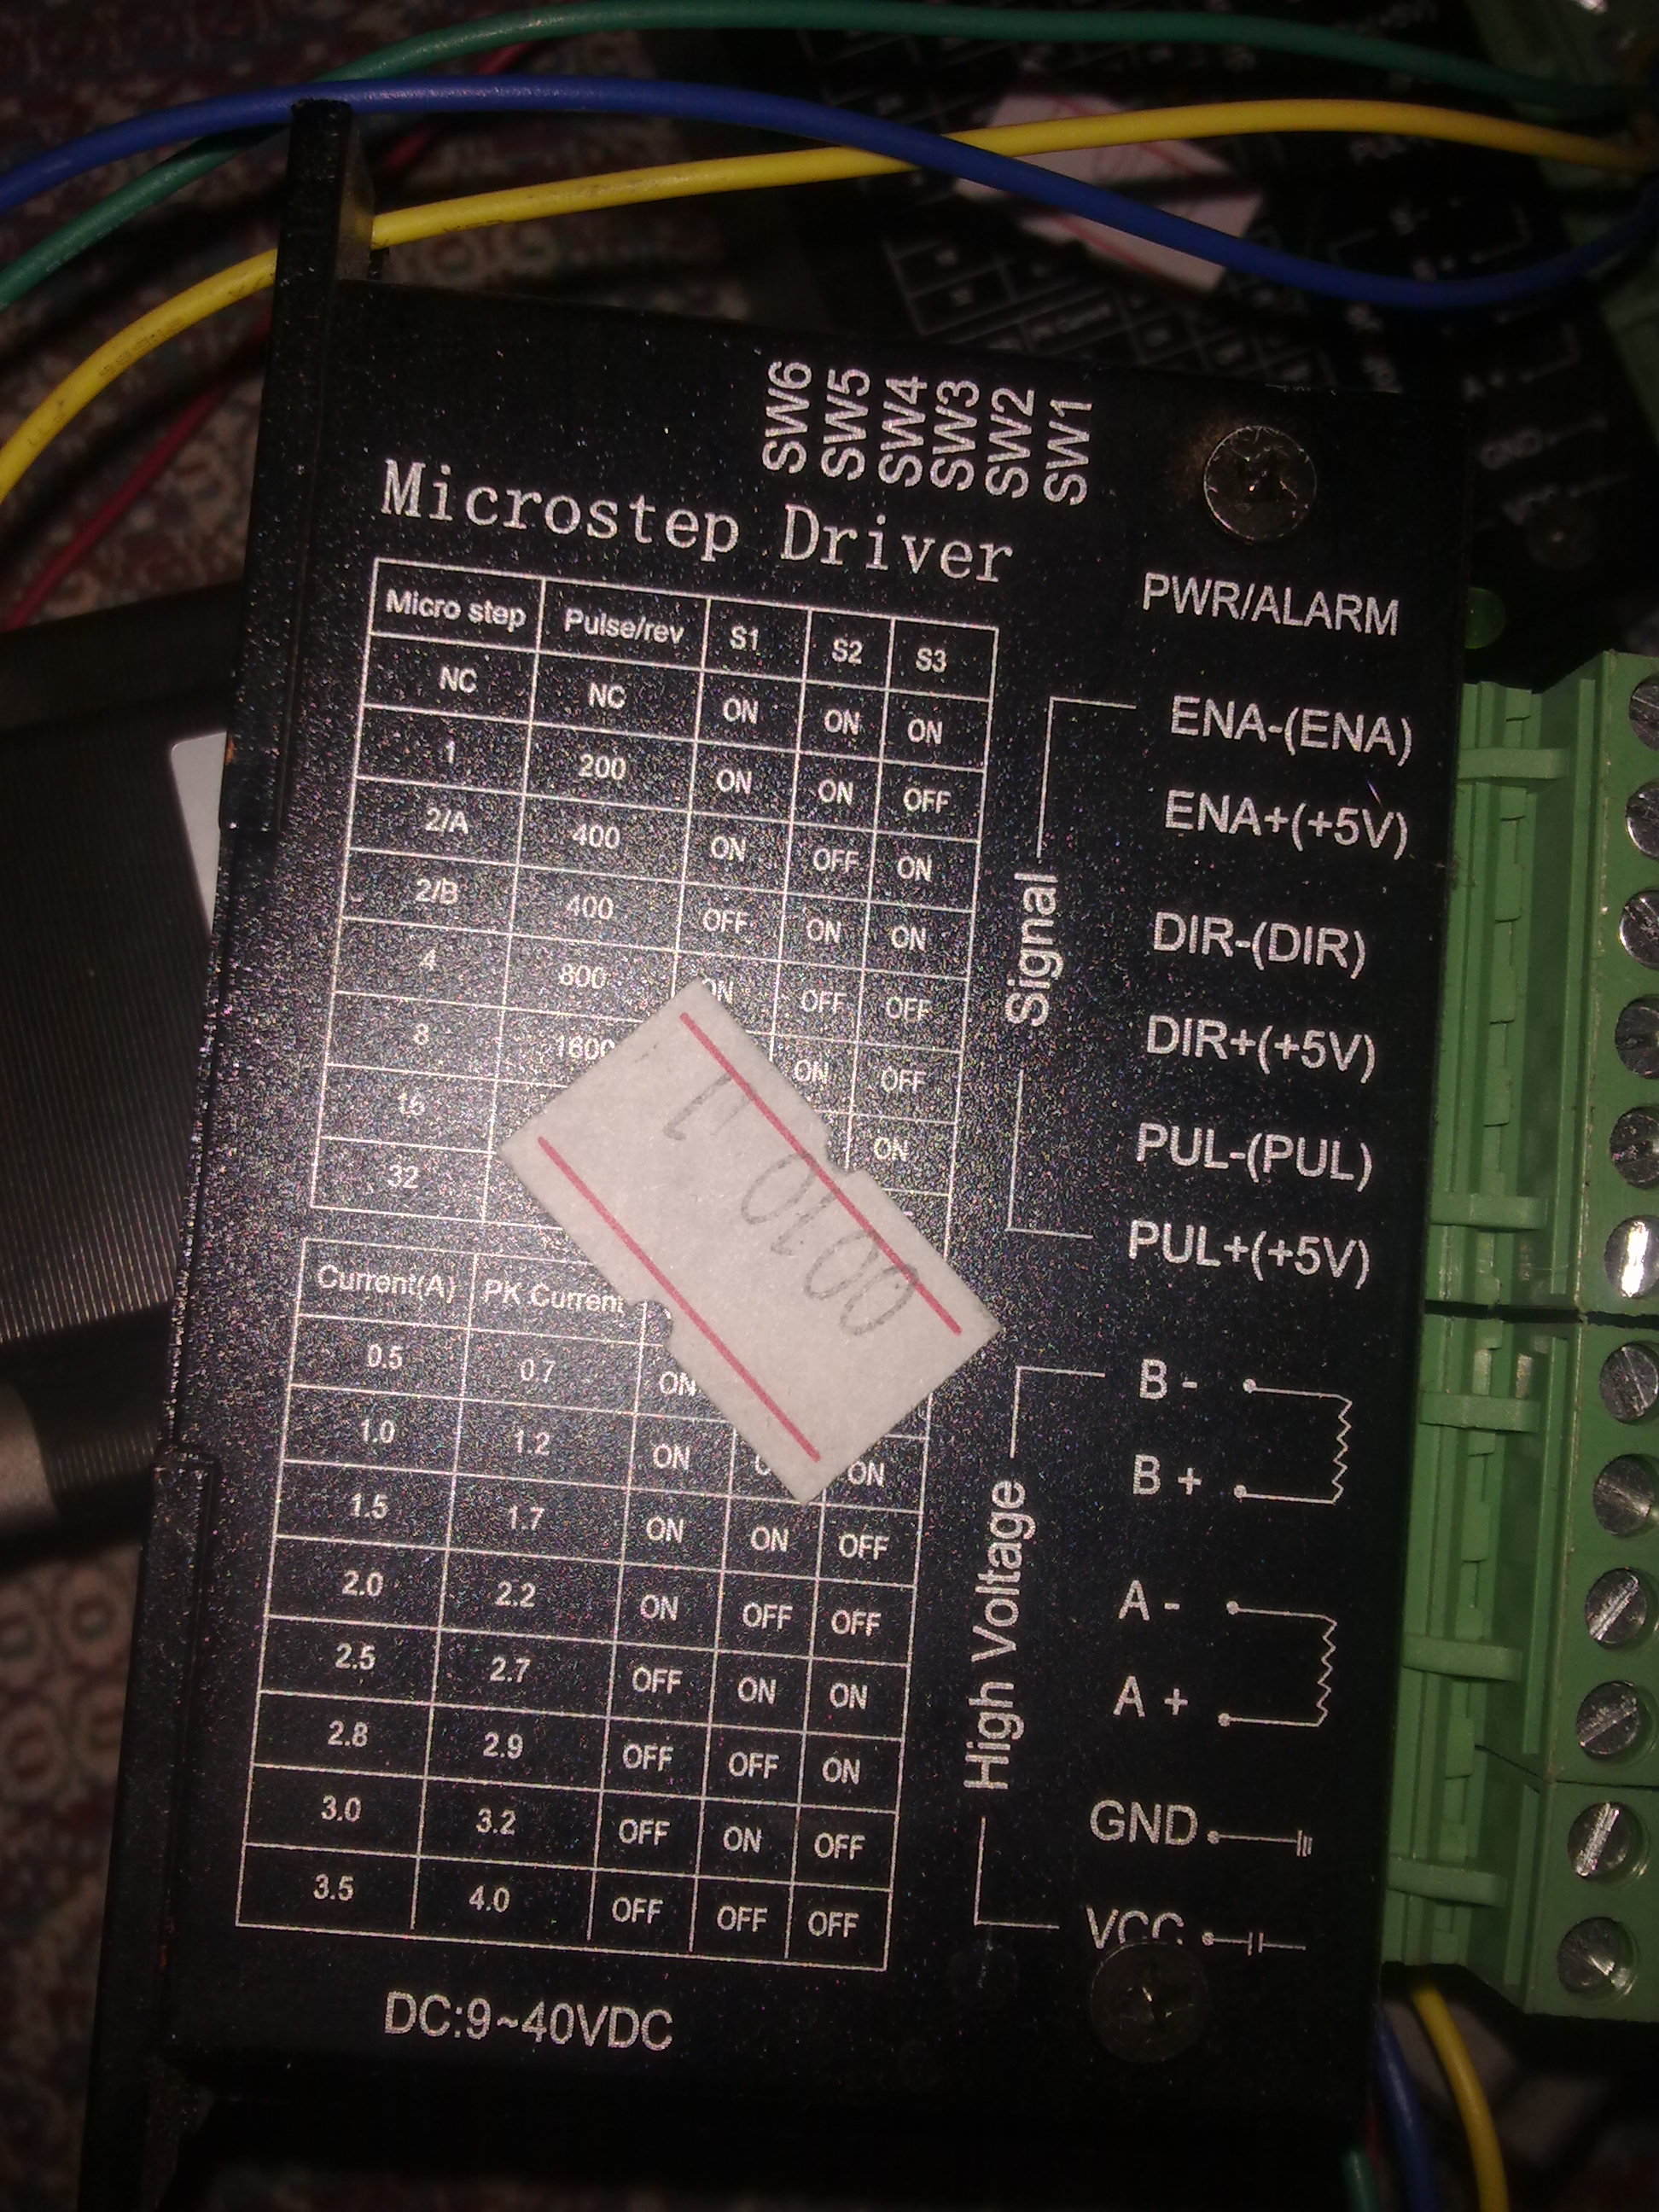 SW6
SW5
SW4
SW3
SW2
SW1
Microstep Driver
PWR/ALARM
Micro step Pulse/rev S1 S2 S3
NC NC ON ON ON
1 200 ON ON OFF
2/A 400 ON OFF ON
2/B 400 OFF ON ON
4 800 ON OFF OFF
8 1600 ON OFF
16 ON
32
Current(A) PK Current
0.5 0.7 ON
1.0 1.2 ON ON
1.5 1.7 ON ON OFF
2.0 2.2 ON OFF OFF
2.5 2.7 OFF ON ON
2.8 2.9 OFF OFF ON
3.0 3.2 OFF ON OFF
3.5 4.0 OFF OFF OFF
DC:9~40VDC
Signal
ENA-(ENA)
ENA+(+5V)
DIR-(DIR)
DIR+(+5V)
PUL-(PUL)
PUL+(+5V)
High Voltage
B -
B +
A -
A +
GND
VCC